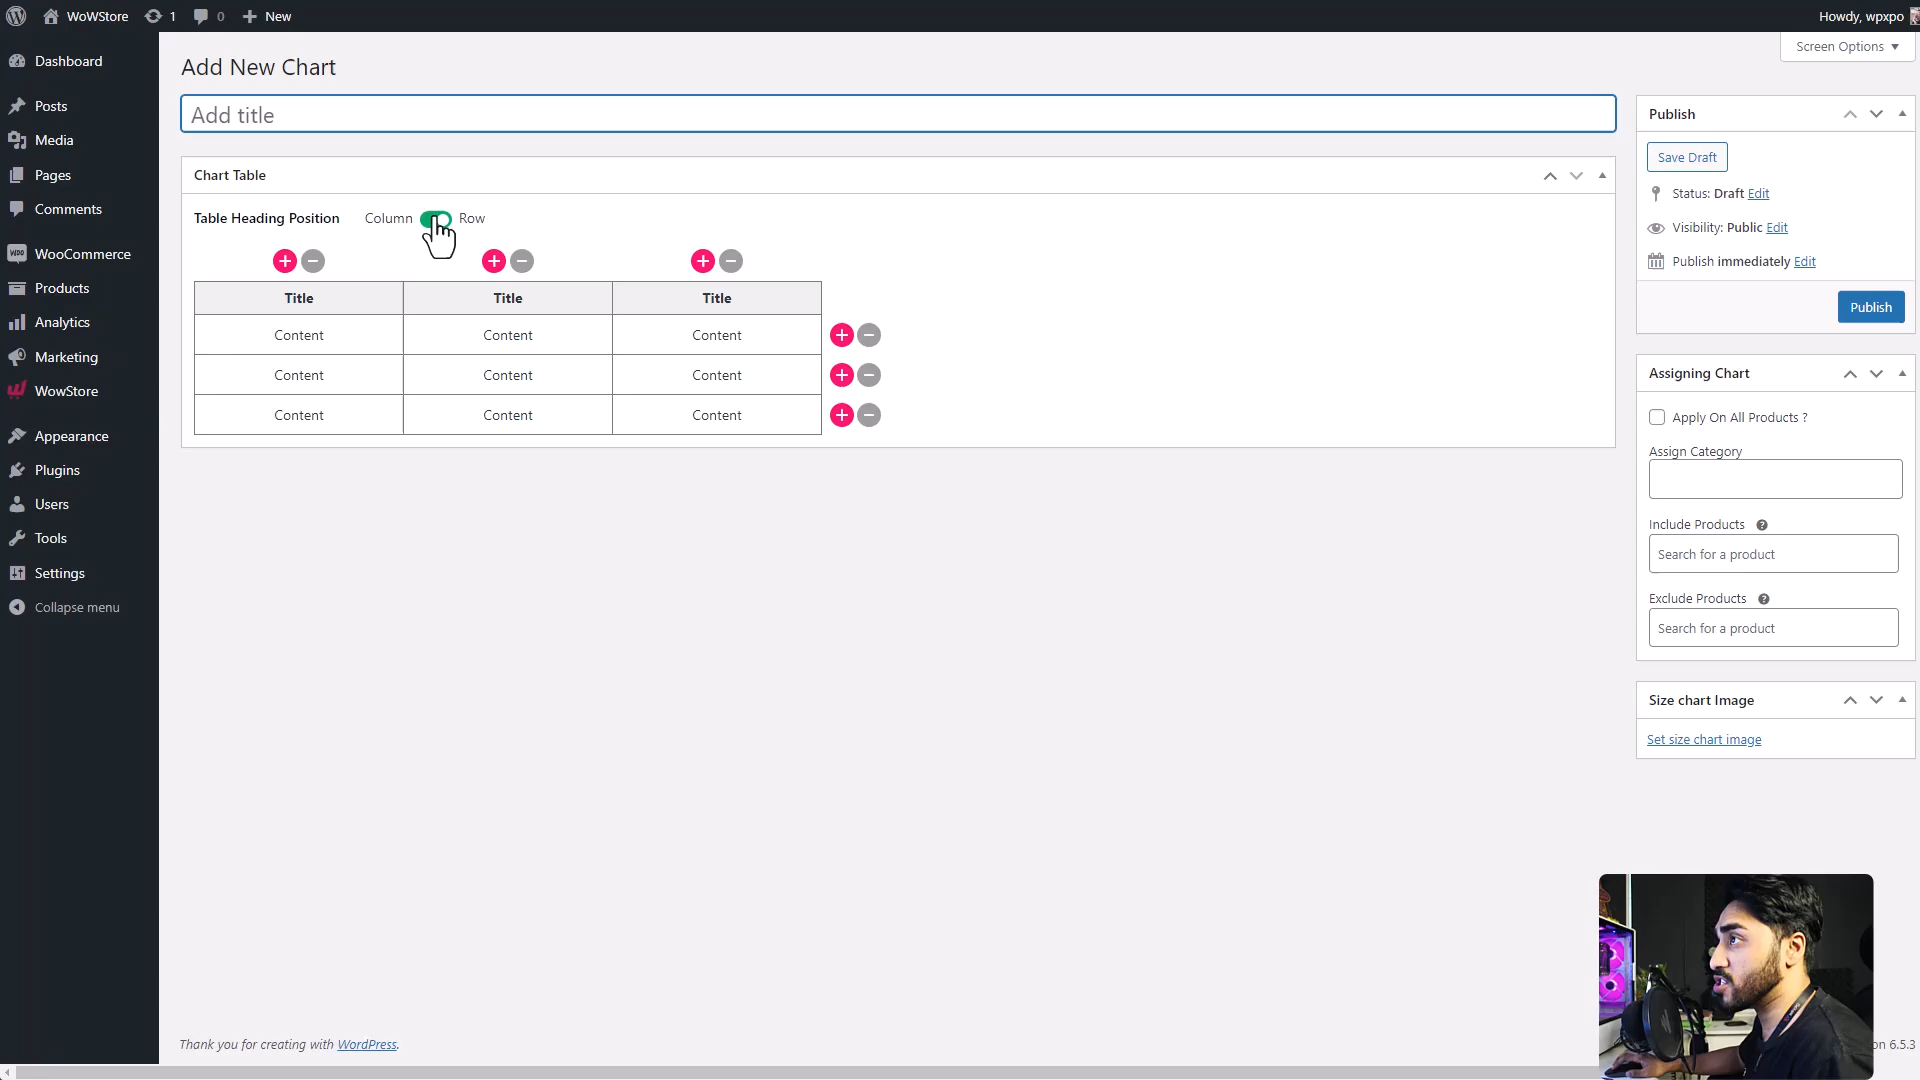 WoWStore 1 0 New Howdy, wpxpo
Screen Options
Dashboard
Posts
Media
Pages
Comments
WooCommerce
Products
Analytics
Marketing
WowStore
Appearance
Plugins
Users
Tools
Settings
Collapse menu
Add New Chart
Add title
Chart Table
Table Heading Position Column Row
Title Title Title
Content Content Content
Content Content Content
Content Content Content
Publish
Save Draft
Status: Draft Edit
Visibility: Public Edit
Publish immediately Edit
Publish
Assigning Chart
Apply On All Products ?
Assign Category
Include Products
Search for a product
Exclude Products
Search for a product
Size chart Image
Set size chart image
Thank you for creating with WordPress.
on 6.5.3